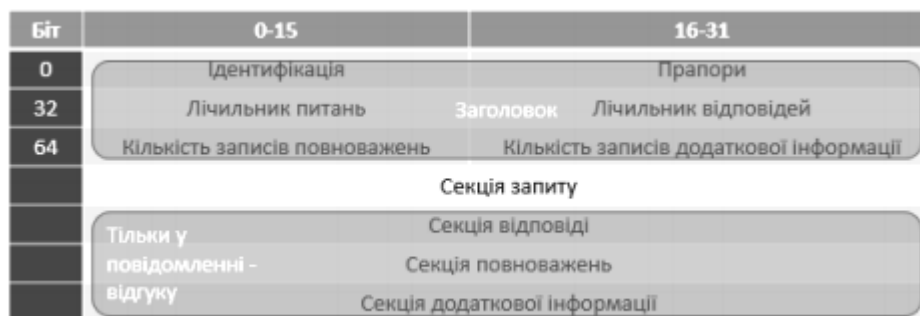 Біт 0-15 16-31
0 Ідентифікація Прапори
32 Лічильник питань Заголовок Лічильник відповідей
64 Кількість записів повноважень Кількість записів додаткової інформації
Секція запиту
Секція відповіді
Тільки у
повідомленні - Секція повноважень
відгуку
Секція додаткової інформації